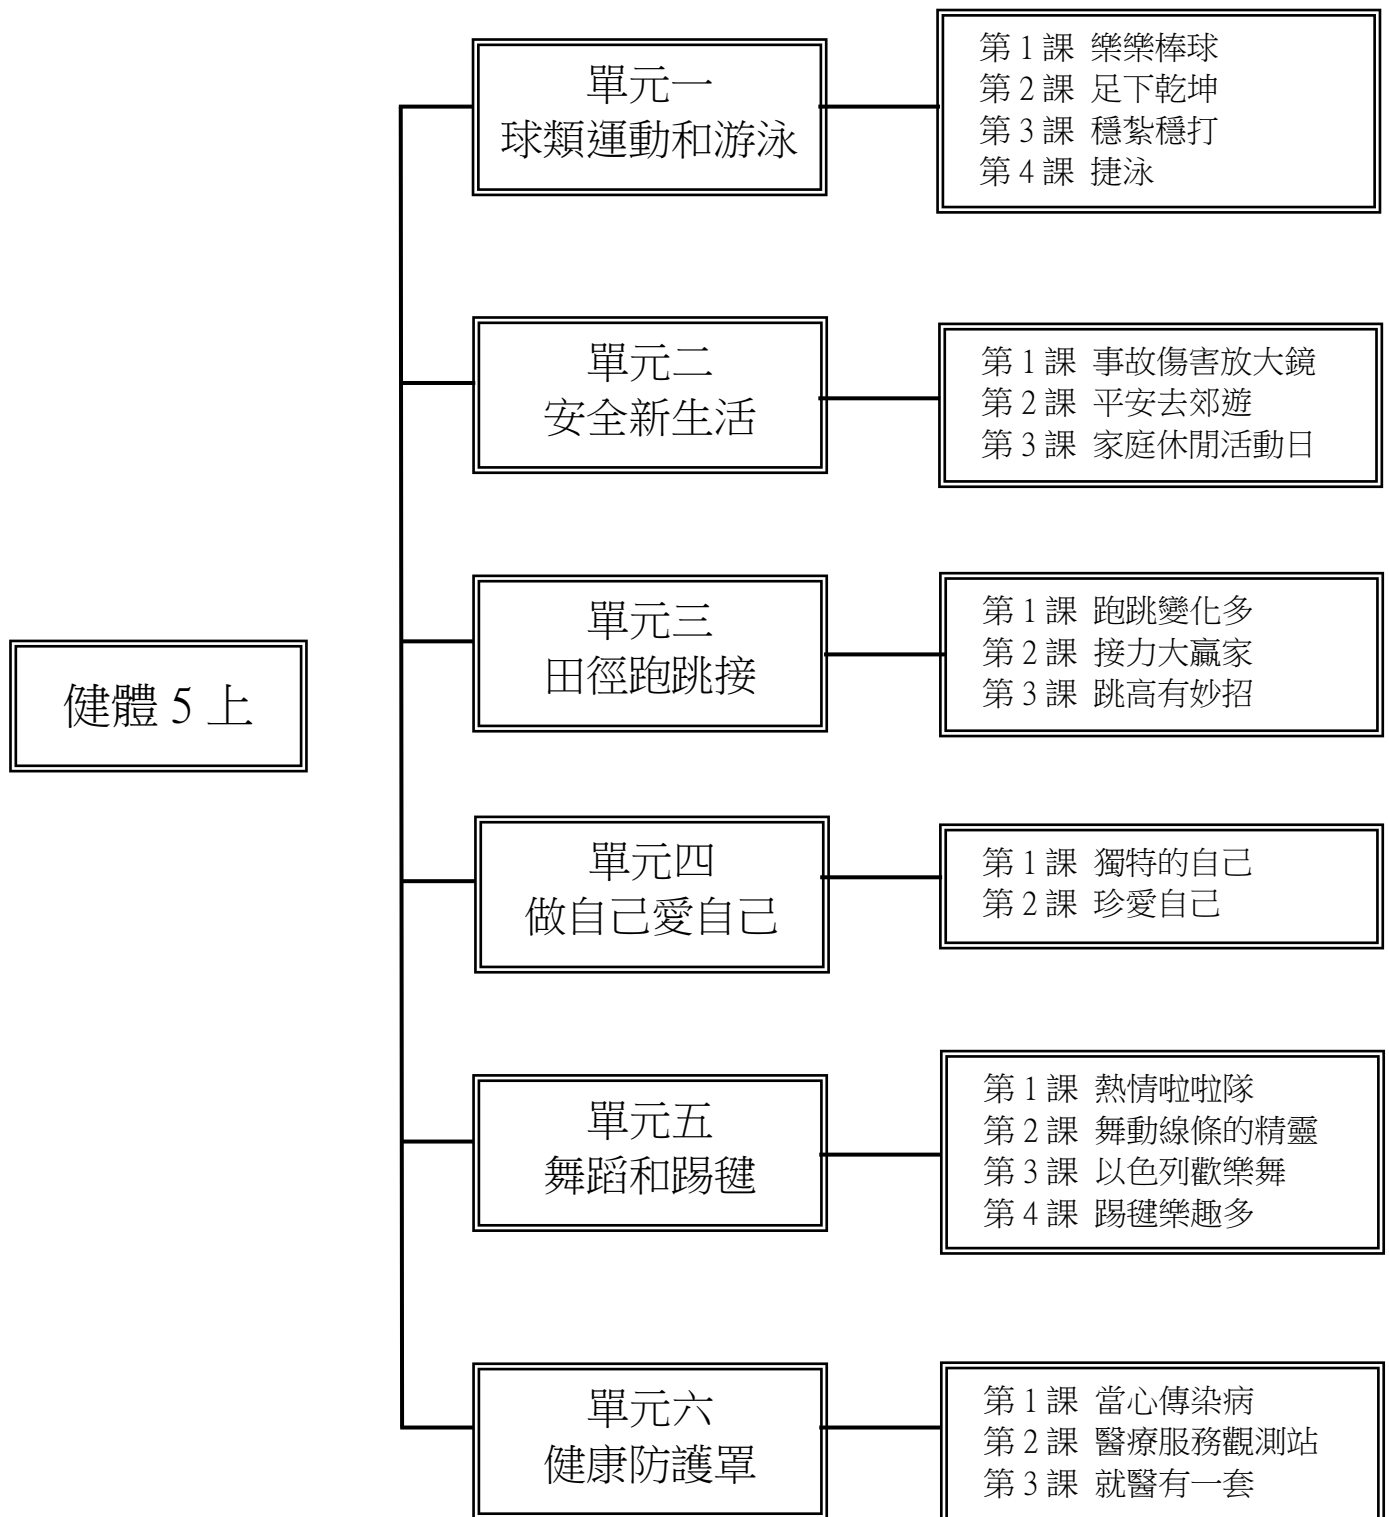 健體 5 上
單元一
球類運動和游泳
第 1 課 樂樂棒球
第 2 課 足下乾坤
第 3 課 穩紮穩打
第 4 課 捷泳
單元二
安全新生活
第 1 課 事故傷害放大鏡
第 2 課 平安去郊遊
第 3 課 家庭休閒活動日
單元三
田徑跑跳接
第 1 課 跑跳變化多
第 2 課 接力大贏家
第 3 課 跳高有妙招
單元四
做自己愛自己
第 1 課 獨特的自己
第 2 課 珍愛自己
單元五
舞蹈和踢毽
第 1 課 熱情啦啦隊
第 2 課 舞動線條的精靈
第 3 課 以色列歡樂舞
第 4 課 踢毽樂趣多
單元六
健康防護罩
第 1 課 當心傳染病
第 2 課 醫療服務觀測站
第 3 課 就醫有一套